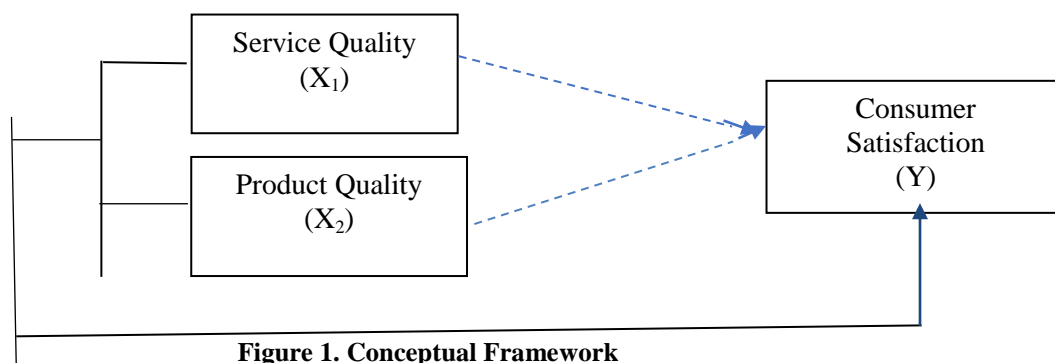 Service Quality
(X₁)
Product Quality
(X₂)
Consumer
Satisfaction
(Y)
Figure 1. Conceptual Framework